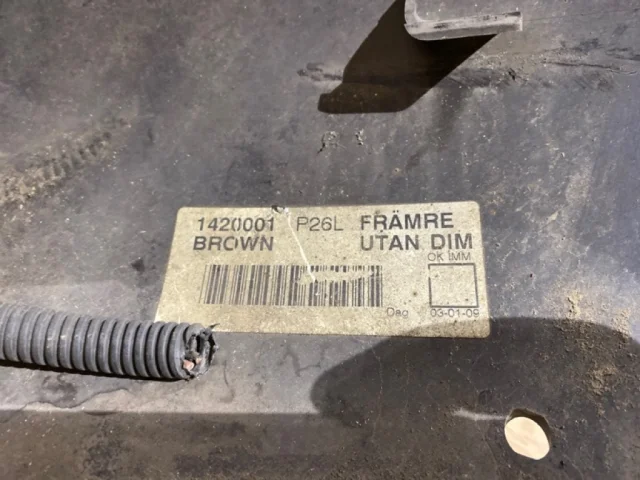 1420001 P26L FRÄMRE
BROWN UTAN DIM
OK IMM
Dag 03-01-09